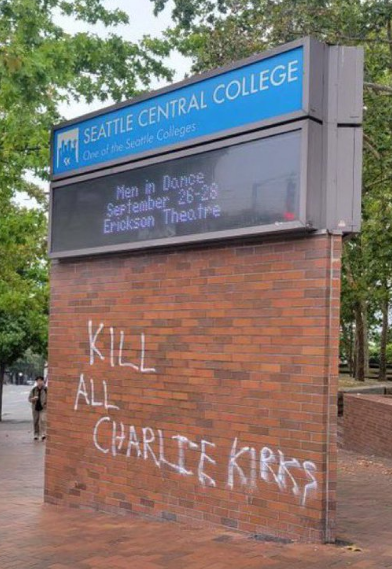 SEATTLE CENTRAL COLLEGE
One of the Seattle Colleges
Men in Dance
September 26-28
Erickson Theatre
KILL
ALL
CHARLIE KIRKS